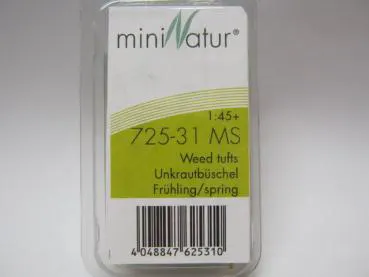 miniNatur®
1:45+
725-31 MS
Weed tufts
Unkrautbüschel
Frühling/spring
4 048847 625310